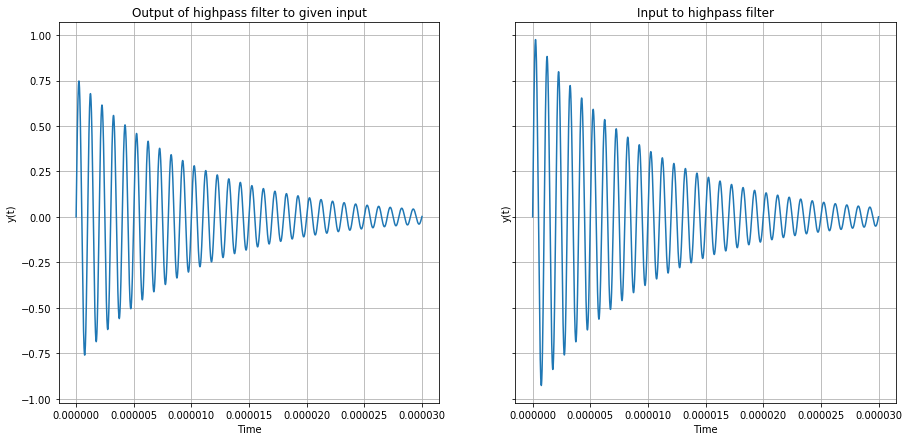 Output of highpass filter to given input
1.00
0.75
0.50
0.25
0.00
−0.25
−0.50
−0.75
−1.00
y(t)
0.000000 0.000005 0.000010 0.000015 0.000020 0.000025 0.000030
Time
Input to highpass filter
y(t)
0.000000 0.000005 0.000010 0.000015 0.000020 0.000025 0.000030
Time